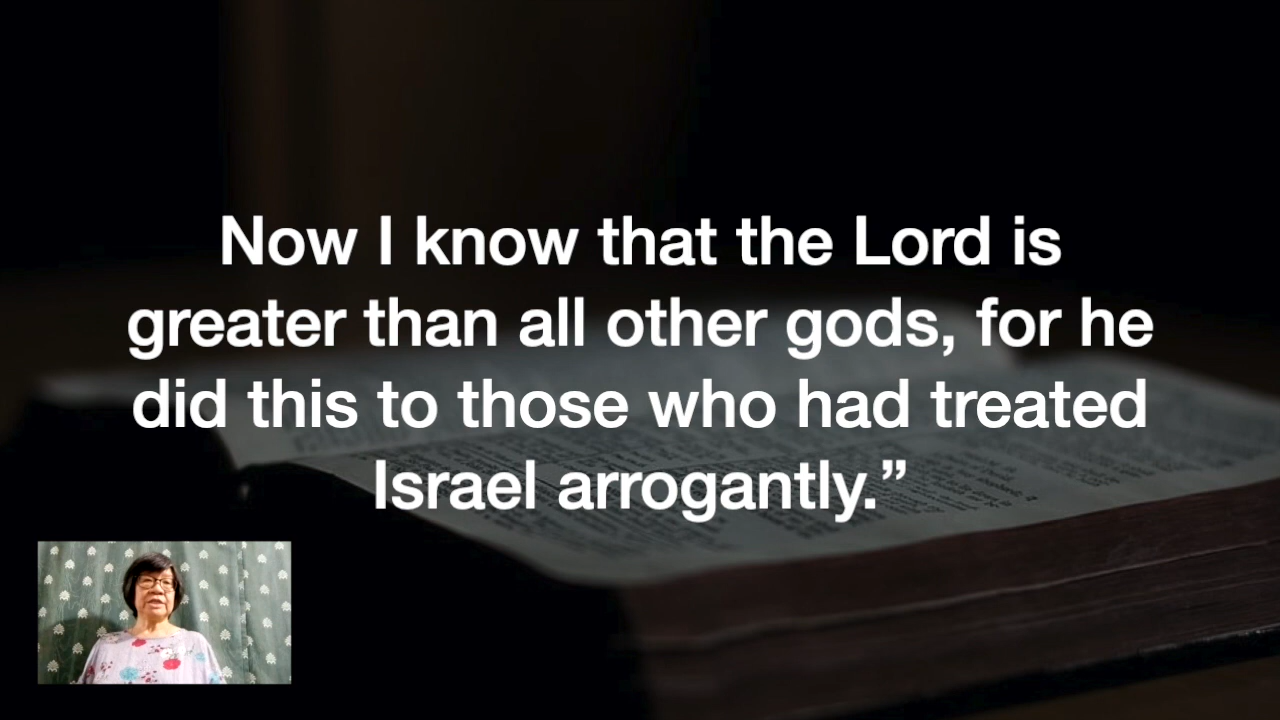 Now I know that the Lord is
greater than all other gods, for he
did this to those who had treated
Israel arrogantly.”